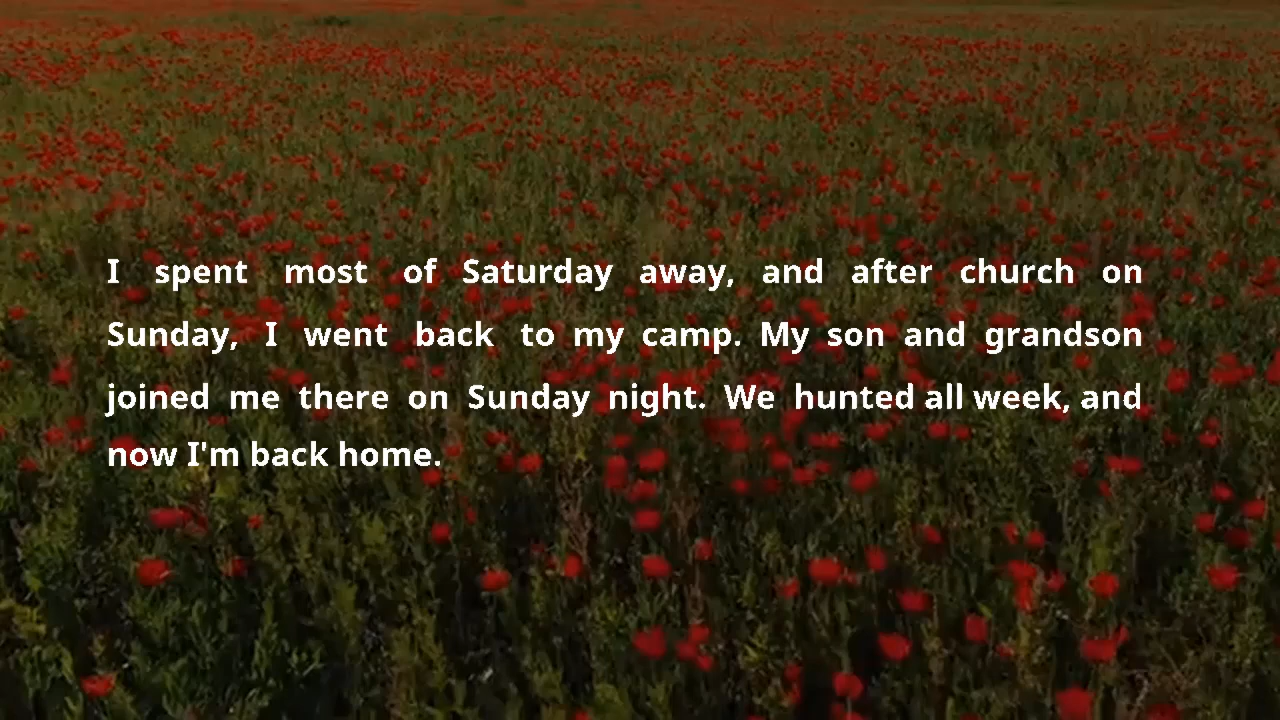 I spent most of Saturday away, and after church on
Sunday, I went back to my camp. My son and grandson
joined me there on Sunday night. We hunted all week, and
now I'm back home.